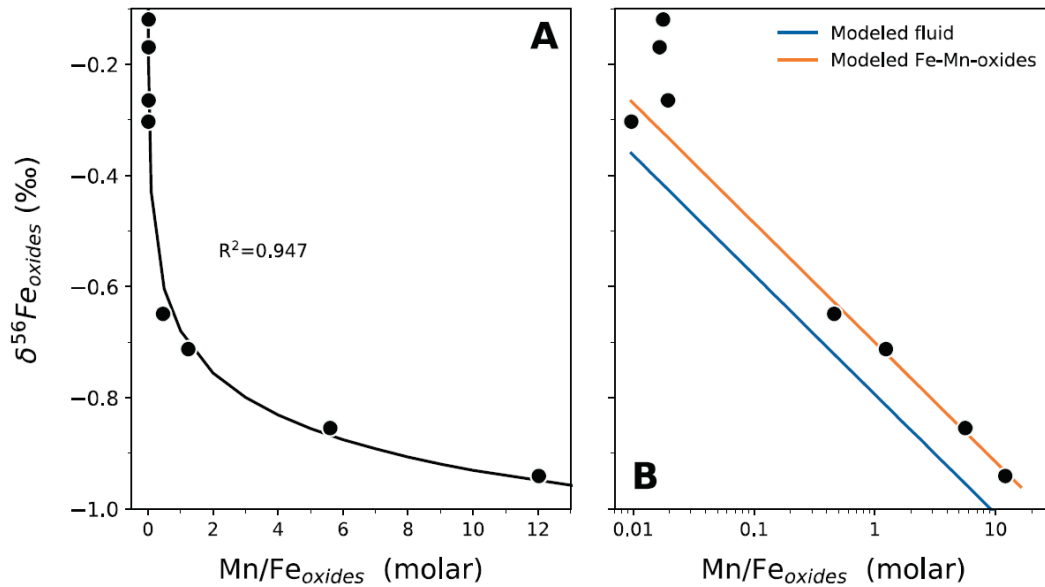 A
−0.2
−0.4
−0.6
−0.8
−1.0
δ⁵⁶Fe_oxides (‰)
R²=0.947
0 2 4 6 8 10 12
Mn/Fe_oxides (molar)
Modeled fluid
Modeled Fe-Mn-oxides
B
0.01 0.1 1 10
Mn/Fe_oxides (molar)